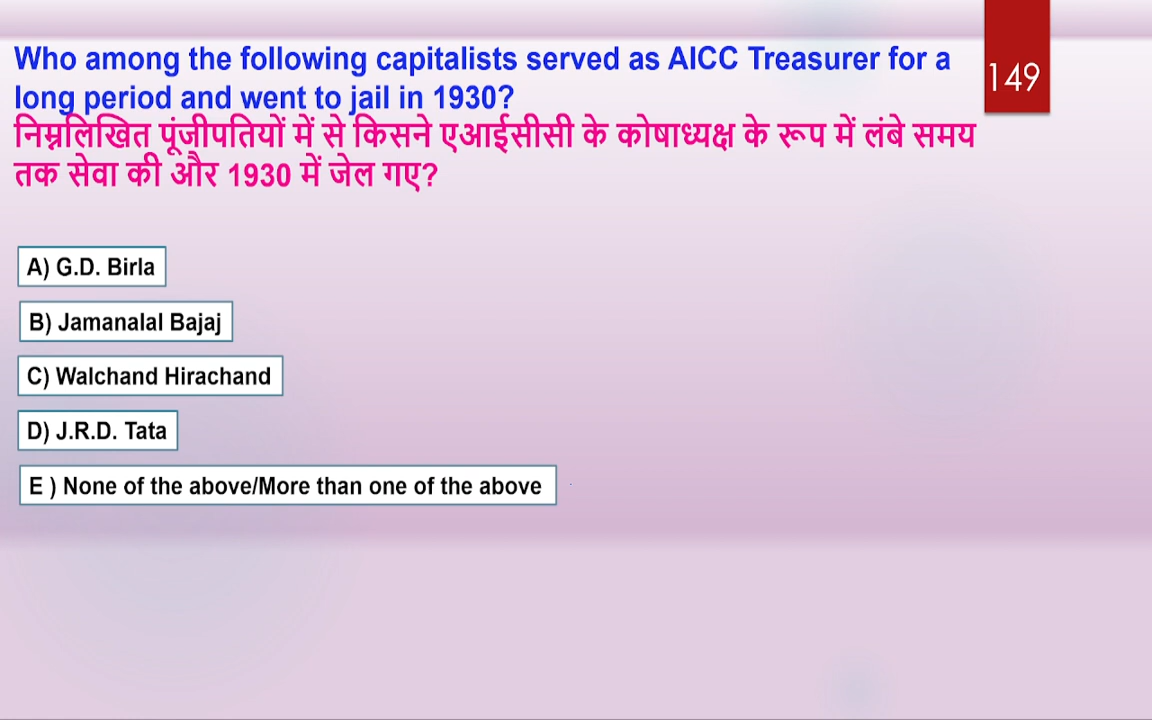 Who among the following capitalists served as AICC Treasurer for a
long period and went to jail in 1930?
149
निम्नलिखित पूंजीपतियों में से किसने एआईसीसी के कोषाध्यक्ष के रूप में लंबे समय
तक सेवा की और 1930 में जेल गए?
A) G.D. Birla
B) Jamanalal Bajaj
C) Walchand Hirachand
D) J.R.D. Tata
E ) None of the above/More than one of the above